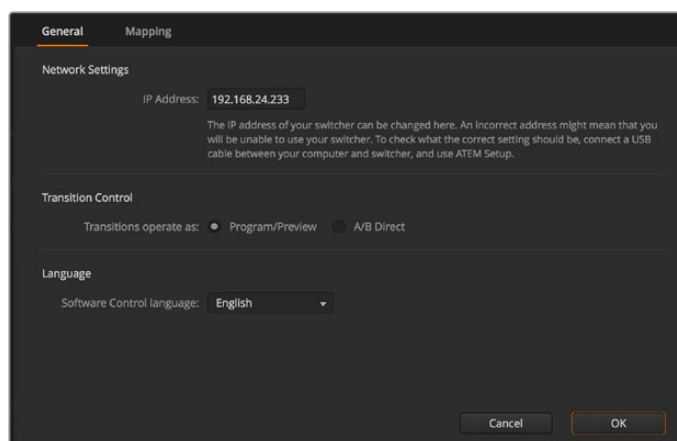 General Mapping
Network Settings
IP Address: 192.168.24.233
The IP address of your switcher can be changed here. An incorrect address might mean that you
will be unable to use your switcher. To check what the correct setting should be, connect a USB
cable between your computer and switcher, and use ATEM Setup.
Transition Control
Transitions operate as: Program/Preview A/B Direct
Language
Software Control language: English
Cancel OK